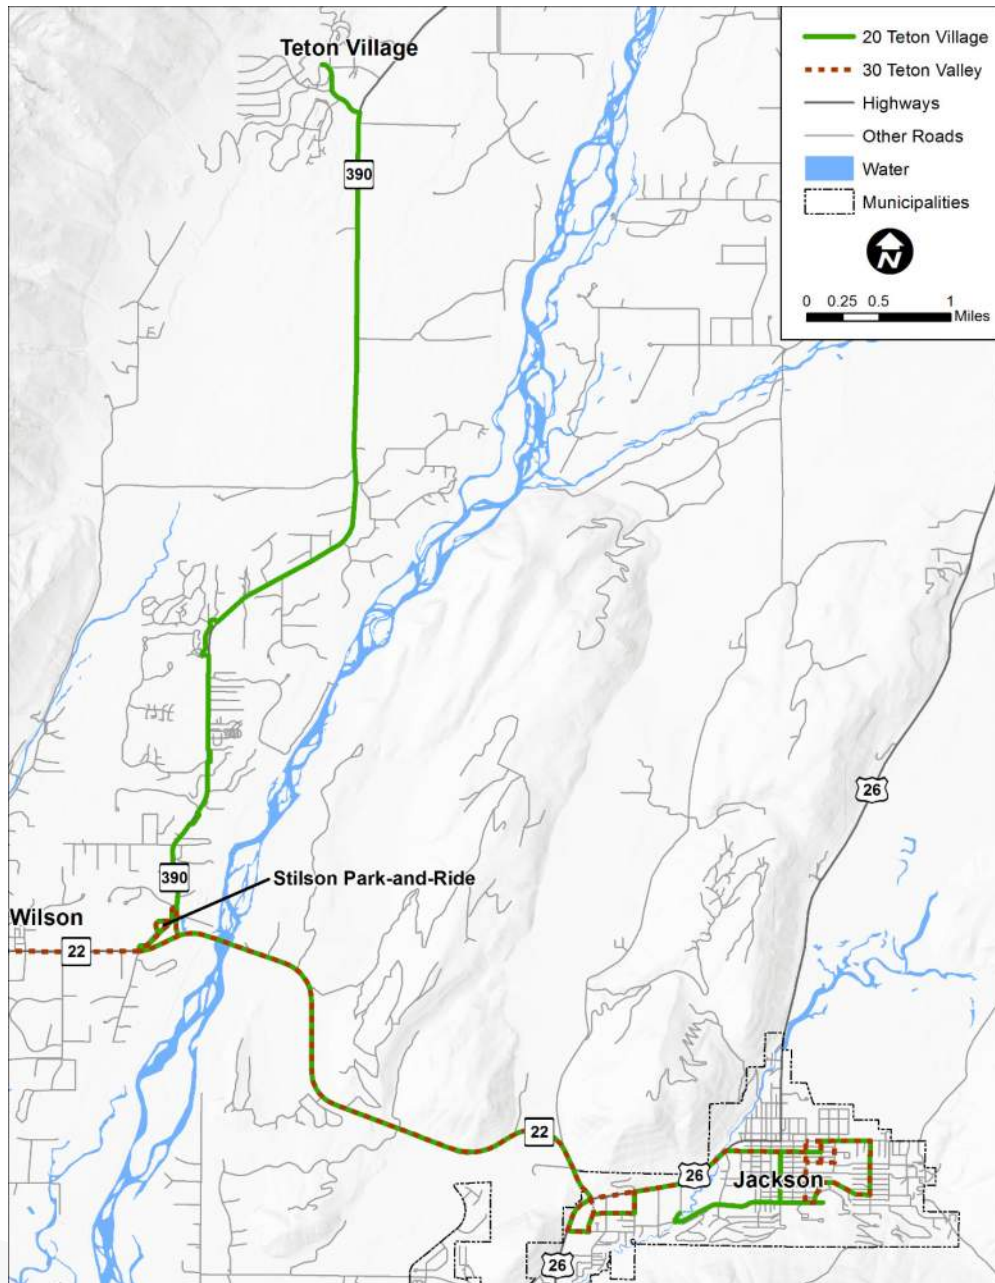 Teton Village
20 Teton Village
30 Teton Valley
Highways
Other Roads
Water
Municipalities
N
0 0.25 0.5 1
Miles
390
26
390
Stilson Park-and-Ride
Wilson
22
22
26
Jackson
26